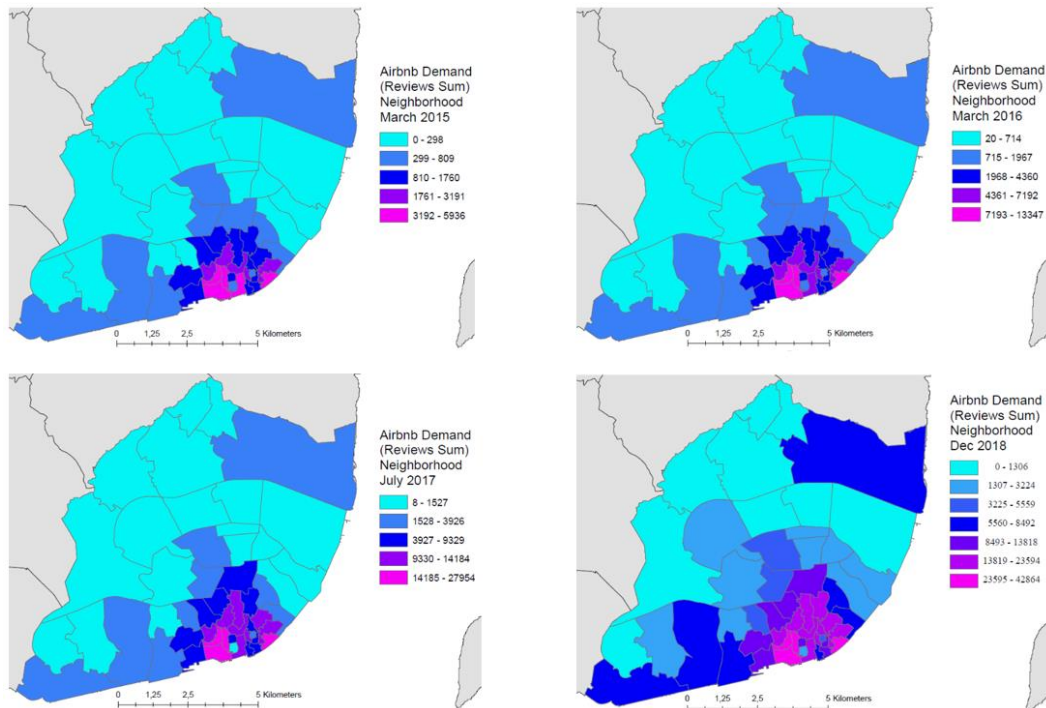 Airbnb Demand
(Reviews Sum)
Neighborhood
March 2015
0 - 298
299 - 809
810 - 1760
1761 - 3191
3192 - 5936
0 1,25 2,5 5 Kilometers
Airbnb Demand
(Reviews Sum)
Neighborhood
March 2016
20 - 714
715 - 1967
1968 - 4360
4361 - 7192
7193 - 13347
0 1,25 2,5 5 Kilometers
Airbnb Demand
(Reviews Sum)
Neighborhood
July 2017
8 - 1527
1528 - 3926
3927 - 9329
9330 - 14184
14185 - 27954
0 1,25 2,5 5 Kilometers
Airbnb Demand
(Reviews Sum)
Neighborhood
Dec 2018
0 - 1306
1307 - 3224
3225 - 5559
5560 - 8492
8493 - 13818
13819 - 23594
23595 - 42864
0 1,25 2,5 5 Kilometers